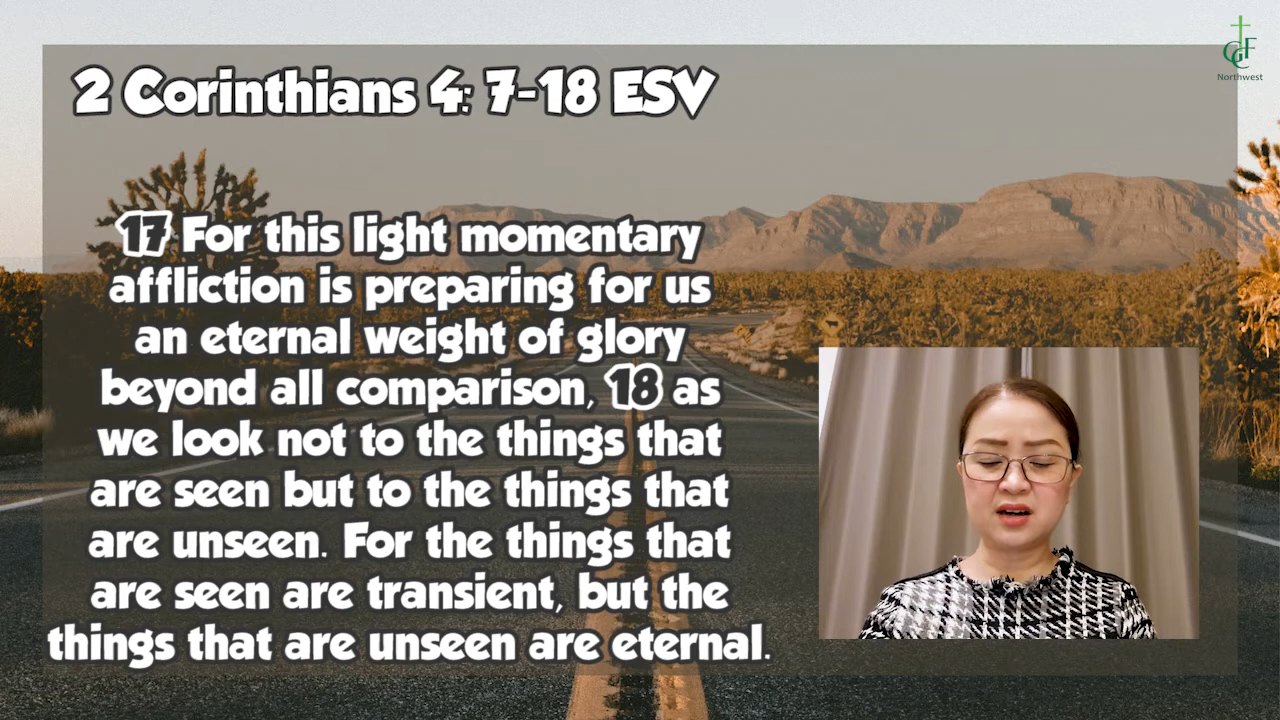 GCF
Northwest
2 Corinthians 4: 7-18 ESV
17 For this light momentary
affliction is preparing for us
an eternal weight of glory
beyond all comparison, 18 as
we look not to the things that
are seen but to the things that
are unseen. For the things that
are seen are transient, but the
things that are unseen are eternal.